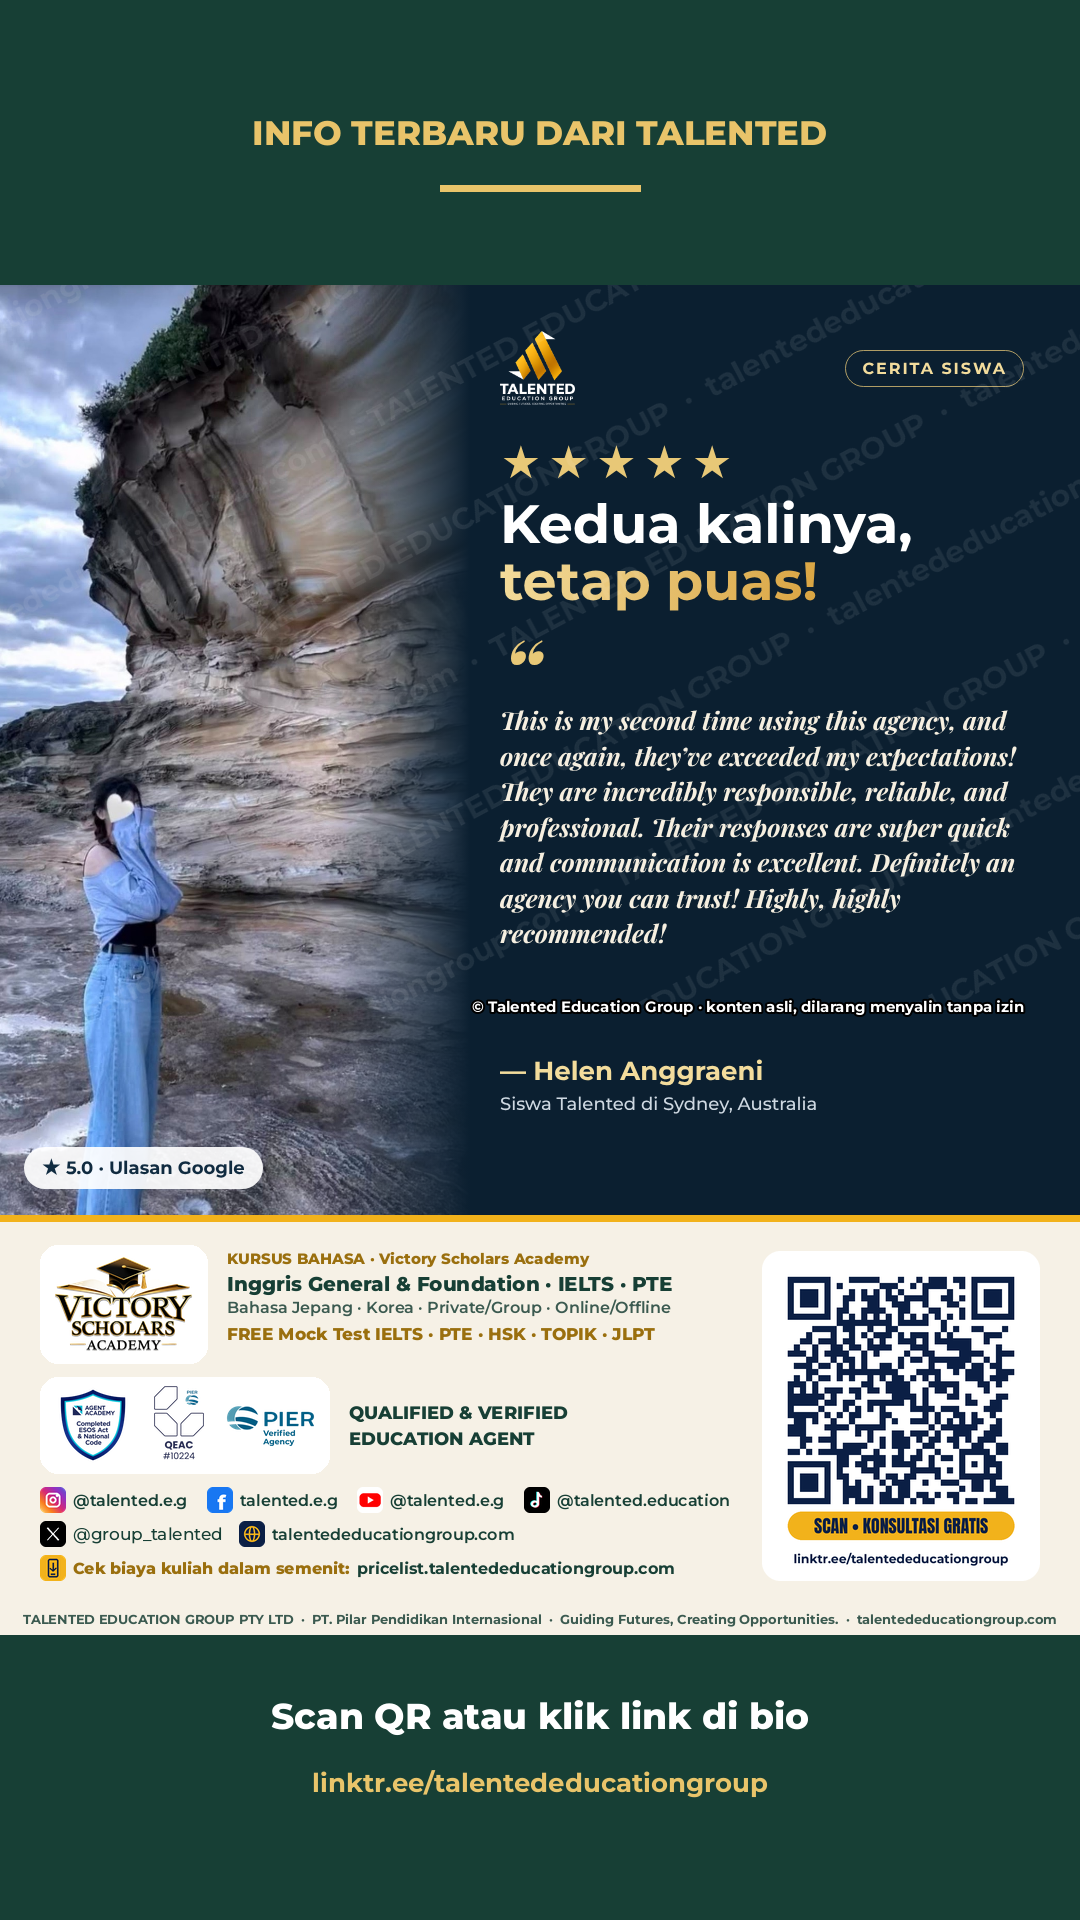 INFO TERBARU DARI TALENTED
TALENTED
EDUCATION GROUP
CERITA SISWA
★★★★★
Kedua kalinya,
tetap puas!
“
This is my second time using this agency, and
once again, they’ve exceeded my expectations!
They are incredibly responsible, reliable, and
professional. Their responses are super quick
and communication is excellent. Definitely an
agency you can trust! Highly, highly
recommended!
© Talented Education Group · konten asli, dilarang menyalin tanpa izin
— Helen Anggraeni
Siswa Talented di Sydney, Australia
★ 5.0 · Ulasan Google
VICTORY
SCHOLARS
ACADEMY
KURSUS BAHASA · Victory Scholars Academy
Inggris General & Foundation · IELTS · PTE
Bahasa Jepang · Korea · Private/Group · Online/Offline
FREE Mock Test IELTS · PTE · HSK · TOPIK · JLPT
AGENT
ACADEMY
Completed
ESOS Act
& National
Code
PIER
QEAC
#10224
PIER
Verified
Agency
QUALIFIED & VERIFIED
EDUCATION AGENT
@talented.e.g talented.e.g @talented.e.g @talented.education
@group_talented talentededucationgroup.com
Cek biaya kuliah dalam semenit: pricelist.talentededucationgroup.com
SCAN • KONSULTASI GRATIS
linktr.ee/talentededucationgroup
TALENTED EDUCATION GROUP PTY LTD · PT. Pilar Pendidikan Internasional · Guiding Futures, Creating Opportunities. · talentededucationgroup.com
Scan QR atau klik link di bio
linktr.ee/talentededucationgroup